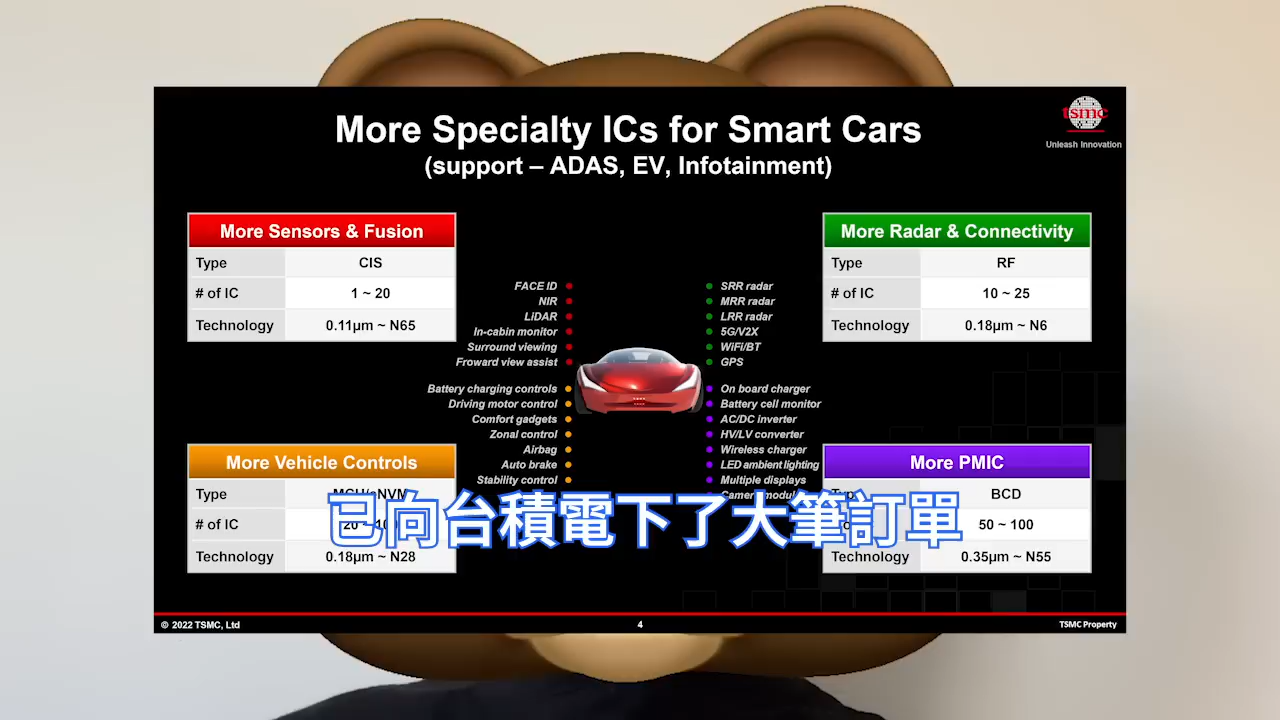 More Specialty ICs for Smart Cars
(support – ADAS, EV, Infotainment)
tsmc
Unleash Innovation
More Sensors & Fusion
Type CIS
# of IC 1 ~ 20
Technology 0.11µm ~ N65
More Radar & Connectivity
Type RF
# of IC 10 ~ 25
Technology 0.18µm ~ N6
FACE ID
NIR
LiDAR
In-cabin monitor
Surround viewing
Froward view assist
SRR radar
MRR radar
LRR radar
5G/V2X
WiFi/BT
GPS
Battery charging controls
Driving motor control
Comfort gadgets
Zonal control
Airbag
Auto brake
Stability control
On board charger
Battery cell monitor
AC/DC inverter
HV/LV converter
Wireless charger
LED ambient lighting
Multiple displays
More Vehicle Controls
Type MCU/eNVM
# of IC
Technology 0.18µm ~ N28
More PMIC
Type BCD
50 ~ 100
Technology 0.35µm ~ N55
已向台積電下了大筆訂單
© 2022 TSMC, Ltd
4
TSMC Property